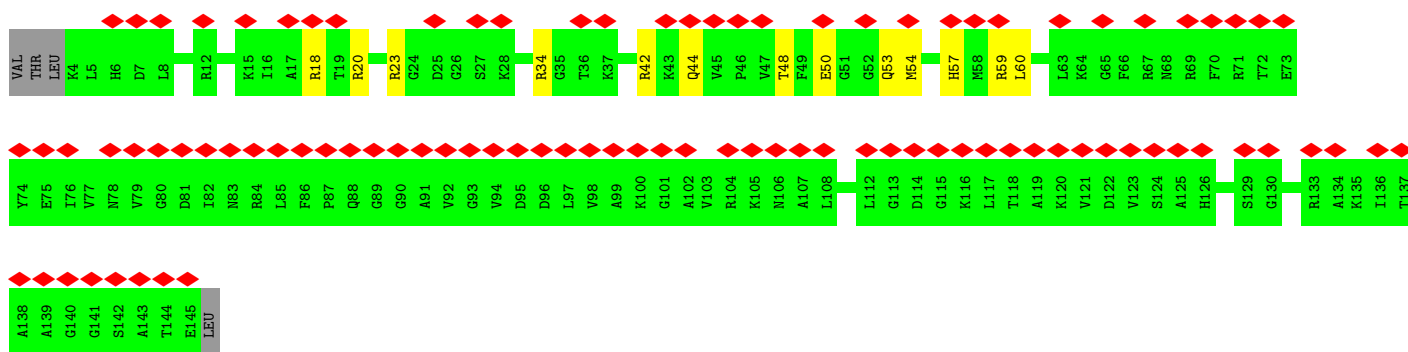 VAL THR LEU K4 L5 H6 D7 L8 R12 K15 I16 A17 R18 T19 R20 R23 G24 D25 G26 S27 K28 R34 G35 T36 K37 R42 K43 Q44 V45 P46 V47 T48 F49 E50 G51 G52 Q53 M54 H57 M58 R59 L60 L63 K64 G65 F66 R67 N68 R69 F70 R71 T72 E73
Y74 E75 I76 V77 N78 V79 G80 D81 I82 N83 R84 L85 F86 P87 Q88 G89 G90 A91 V92 G93 V94 D95 D96 L97 V98 A99 K100 G101 A102 V103 R104 K105 N106 A107 L108 L112 G113 D114 G115 K116 L117 T118 A119 K120 V121 D122 V123 S124 A125 H126 S129 G130 R133 A134 K135 I136 T137
A138 A139 G140 G141 S142 A143 T144 E145 LEU